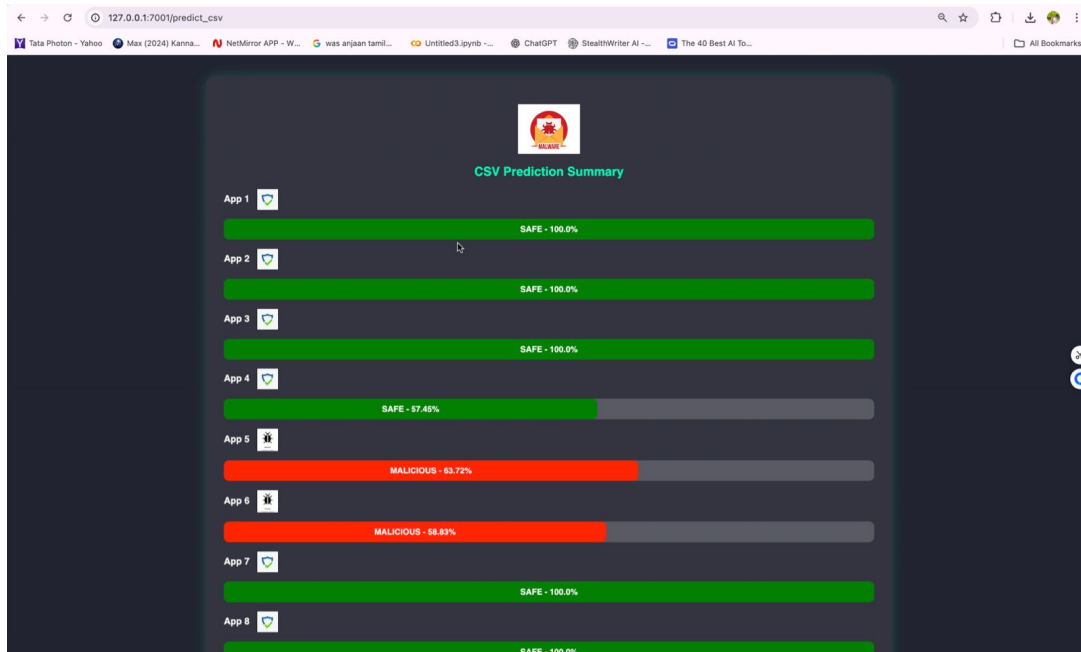 127.0.0.1:7001/predict_csv
Tata Photon - Yahoo Max (2024) Kanna... NetMirror APP - W... was anjaan tamil... Untitled3.ipynb -... ChatGPT StealthWriter AI -... The 40 Best AI To... All Bookmarks
MALWARE
CSV Prediction Summary
App 1
SAFE - 100.0%
App 2
SAFE - 100.0%
App 3
SAFE - 100.0%
App 4
SAFE - 57.45%
App 5
MALICIOUS - 63.72%
App 6
MALICIOUS - 58.83%
App 7
SAFE - 100.0%
App 8
SAFE - 100.0%